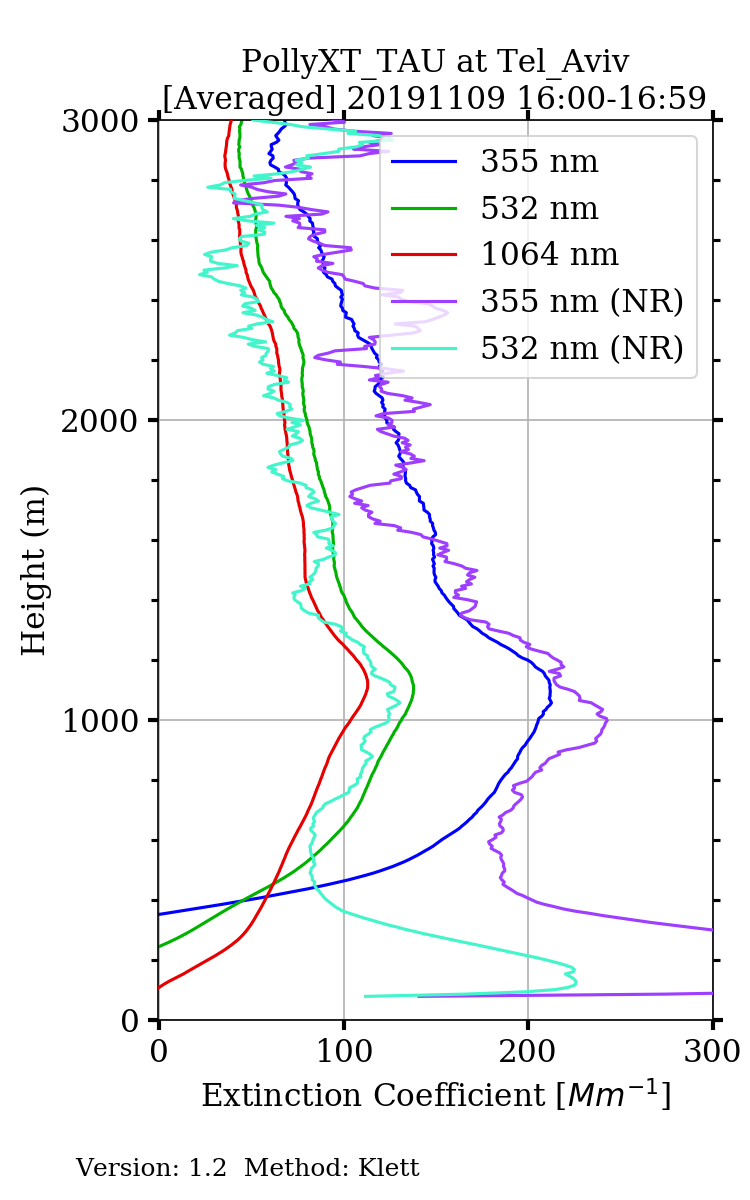 PollyXT_TAU at Tel_Aviv
[Averaged] 20191109 16:00-16:59
3000
2000
1000
0
Height (m)
355 nm
532 nm
1064 nm
355 nm (NR)
532 nm (NR)
0 100 200 300
Extinction Coefficient [Mm⁻¹]
Version: 1.2 Method: Klett